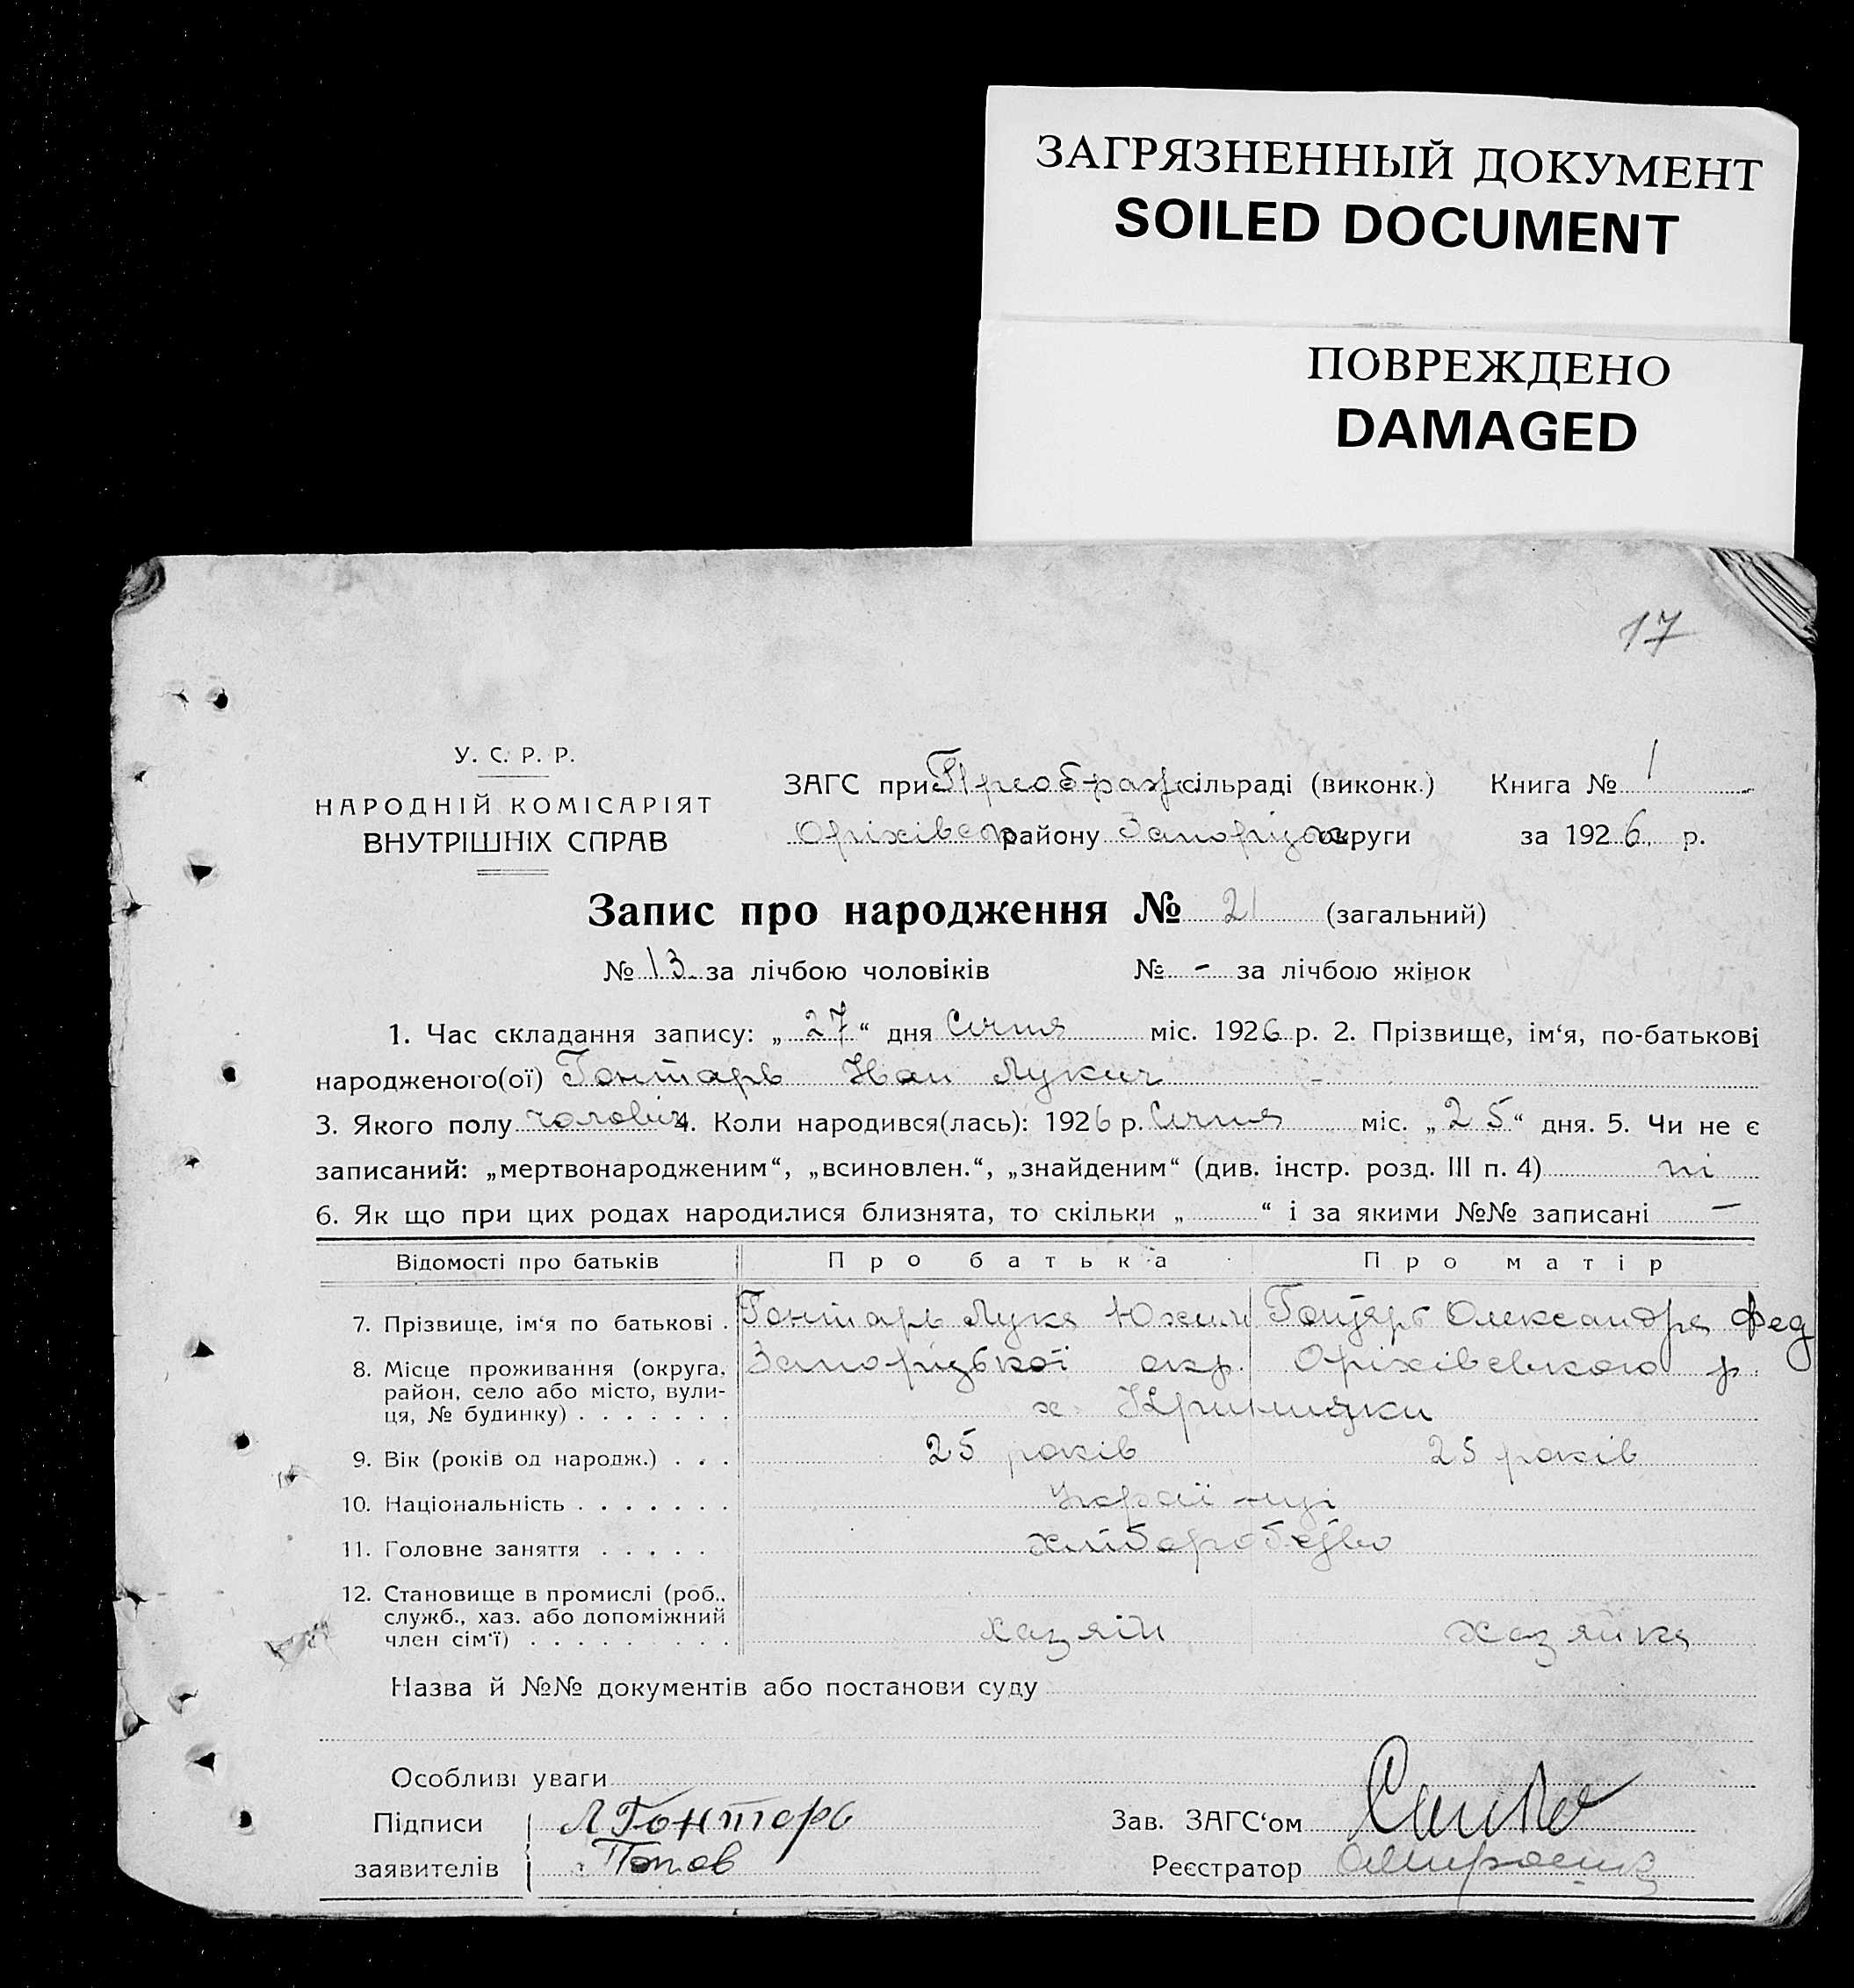 ЗАГРЯЗНЕННЫЙ ДОКУМЕНТ
SOILED DOCUMENT
ПОВРЕЖДЕНО
DAMAGED
17
У. С. Р. Р.
НАРОДНІЙ КОМІСАРІЯТ
ВНУТРІШНІХ СПРАВ
ЗАГС при Преображ сільраді (виконк.) Книга № 1
Оріхівськ району Запорізьк округи за 1926 р.
Запис про народження № 21 (загальний)
№ 13 за лічбою чоловіків № - за лічбою жінок
1. Час складання запису: „ 27 “ дня Січня міс. 1926 р. 2. Прізвище, ім‘я, по-батькові
народженого(ої) Гонтарь Лукич
3. Якого полу чоловіч 4. Коли народився(лась): 1926 р. Січня міс. „ 25 “ дня. 5. Чи не є
записаний: „мертвонародженим“, „всиновлен.“, „знайденим“ (див. інстр. розд. III п. 4) ні
6. Як що при цих родах народилися близнята, то скільки „ “ і за якими №№ записані —
Відомості про батьків Про батька Про матір
7. Прізвище, ім‘я по батькові . Гонтарь Лука Юхим Гонтарь Олександра Фед
8. Місце проживання (округа, Запорізької окр. Оріхівського р.
район, село або місто, вули-
ця, № будинку) . . . . . . . х.
9. Вік (років од народж.) . . . 25 років 25 років
10. Національність . . . . . . . Українці
11. Головне заняття . . . . . хліборобство
12. Становище в промислі (роб.,
служб., хаз. або допоміжний
член сім‘ї) . . . . . . . . . хазяїн хазяйка
Назва й №№ документів або постанови суду
Особливі уваги
Підписи Л Гонтарь Зав. ЗАГС‘ом
заявителів Попов Реєстратор